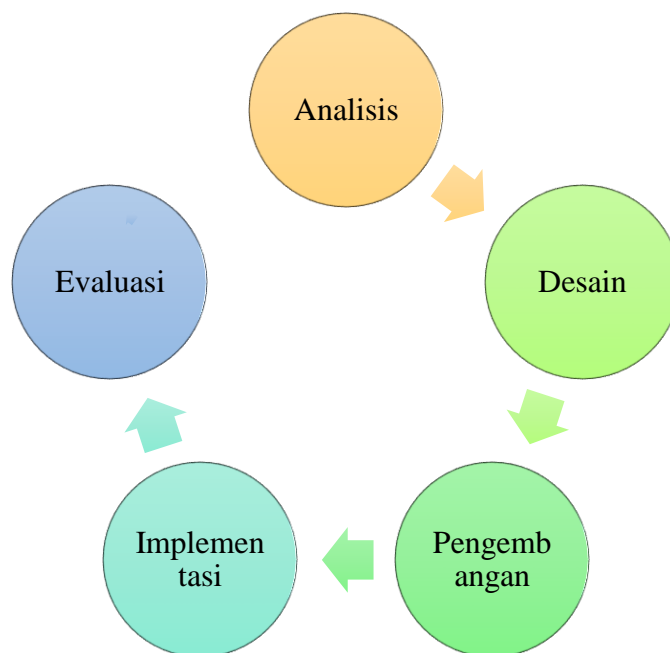 Analisis
Desain
Pengemb
angan
Implemen
tasi
Evaluasi